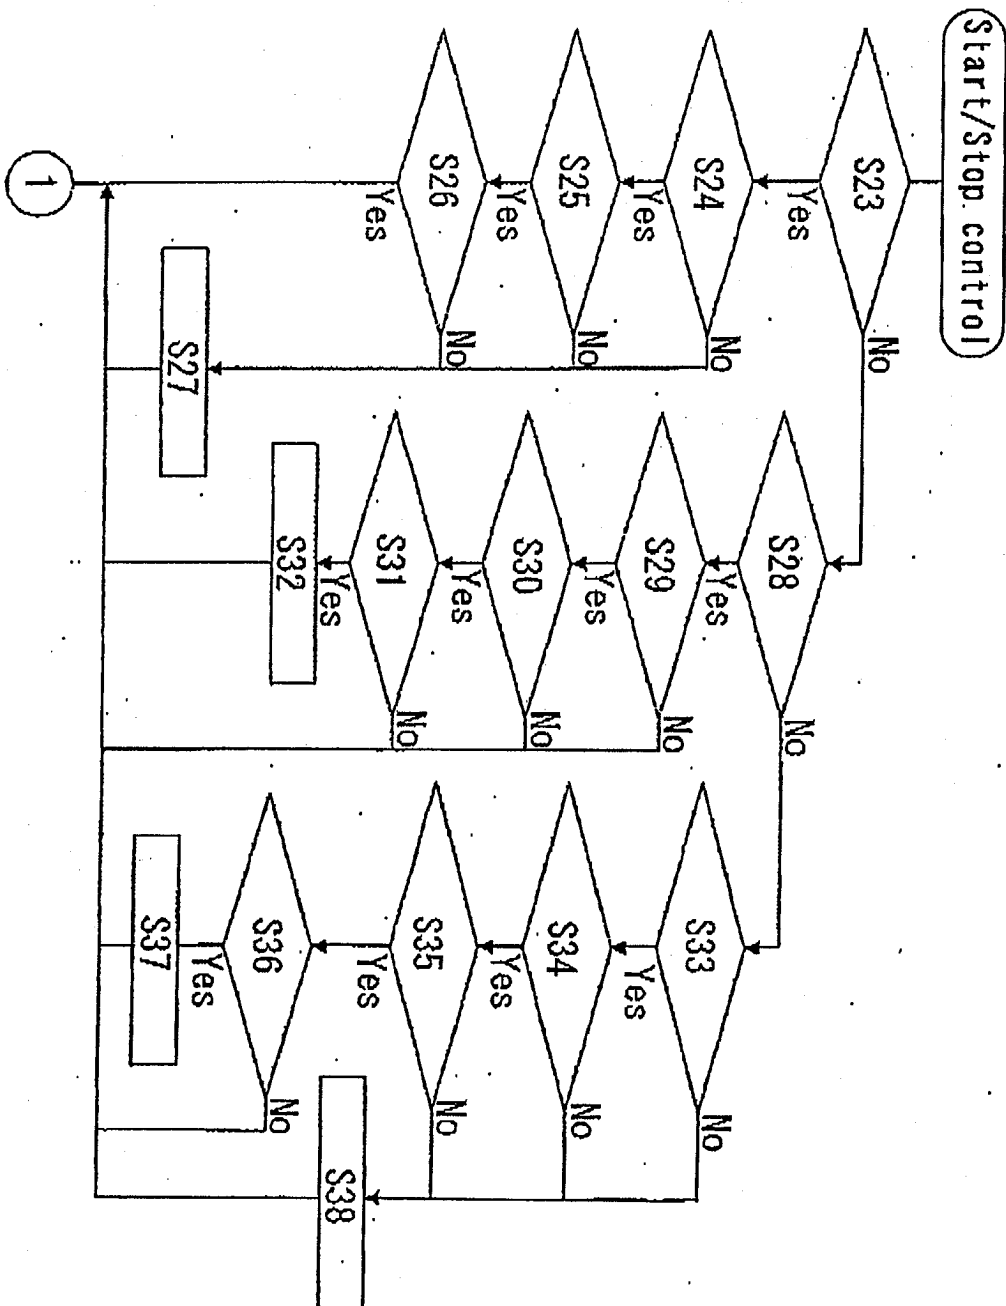 Start/Stop control
S23
No
Yes
S24
No
Yes
S25
No
Yes
S26
No
Yes
S27
S28
No
Yes
S29
No
Yes
S30
No
Yes
S31
No
Yes
S32
S33
No
Yes
S34
No
Yes
S35
No
Yes
S36
No
Yes
S37
S38
1